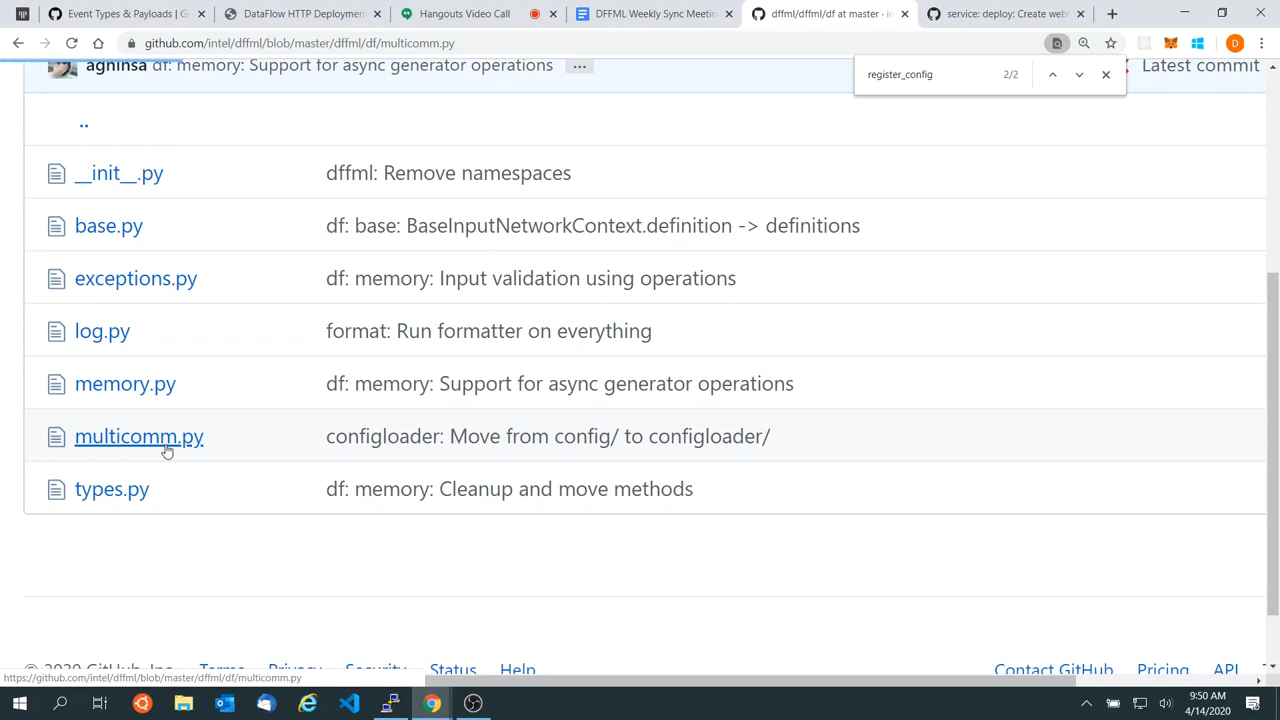 Event Types & Payloads | G
DataFlow HTTP Deployment
Hangouts Video Call
DFFML Weekly Sync Meetin
dffml/dffml/df at master · in
service: deploy: Create web
github.com/intel/dffml/blob/master/dffml/df/multicomm.py
D
register_config 2/2
aghinsa df: memory: Support for async generator operations ...
Latest commit
..
__init__.py dffml: Remove namespaces
base.py df: base: BaseInputNetworkContext.definition -> definitions
exceptions.py df: memory: Input validation using operations
log.py format: Run formatter on everything
memory.py df: memory: Support for async generator operations
multicomm.py configloader: Move from config/ to configloader/
types.py df: memory: Cleanup and move methods
© 2020 GitHub, Inc. Terms Privacy Security Status Help Contact GitHub Pricing API
https://github.com/intel/dffml/blob/master/dffml/df/multicomm.py
9:50 AM
4/14/2020